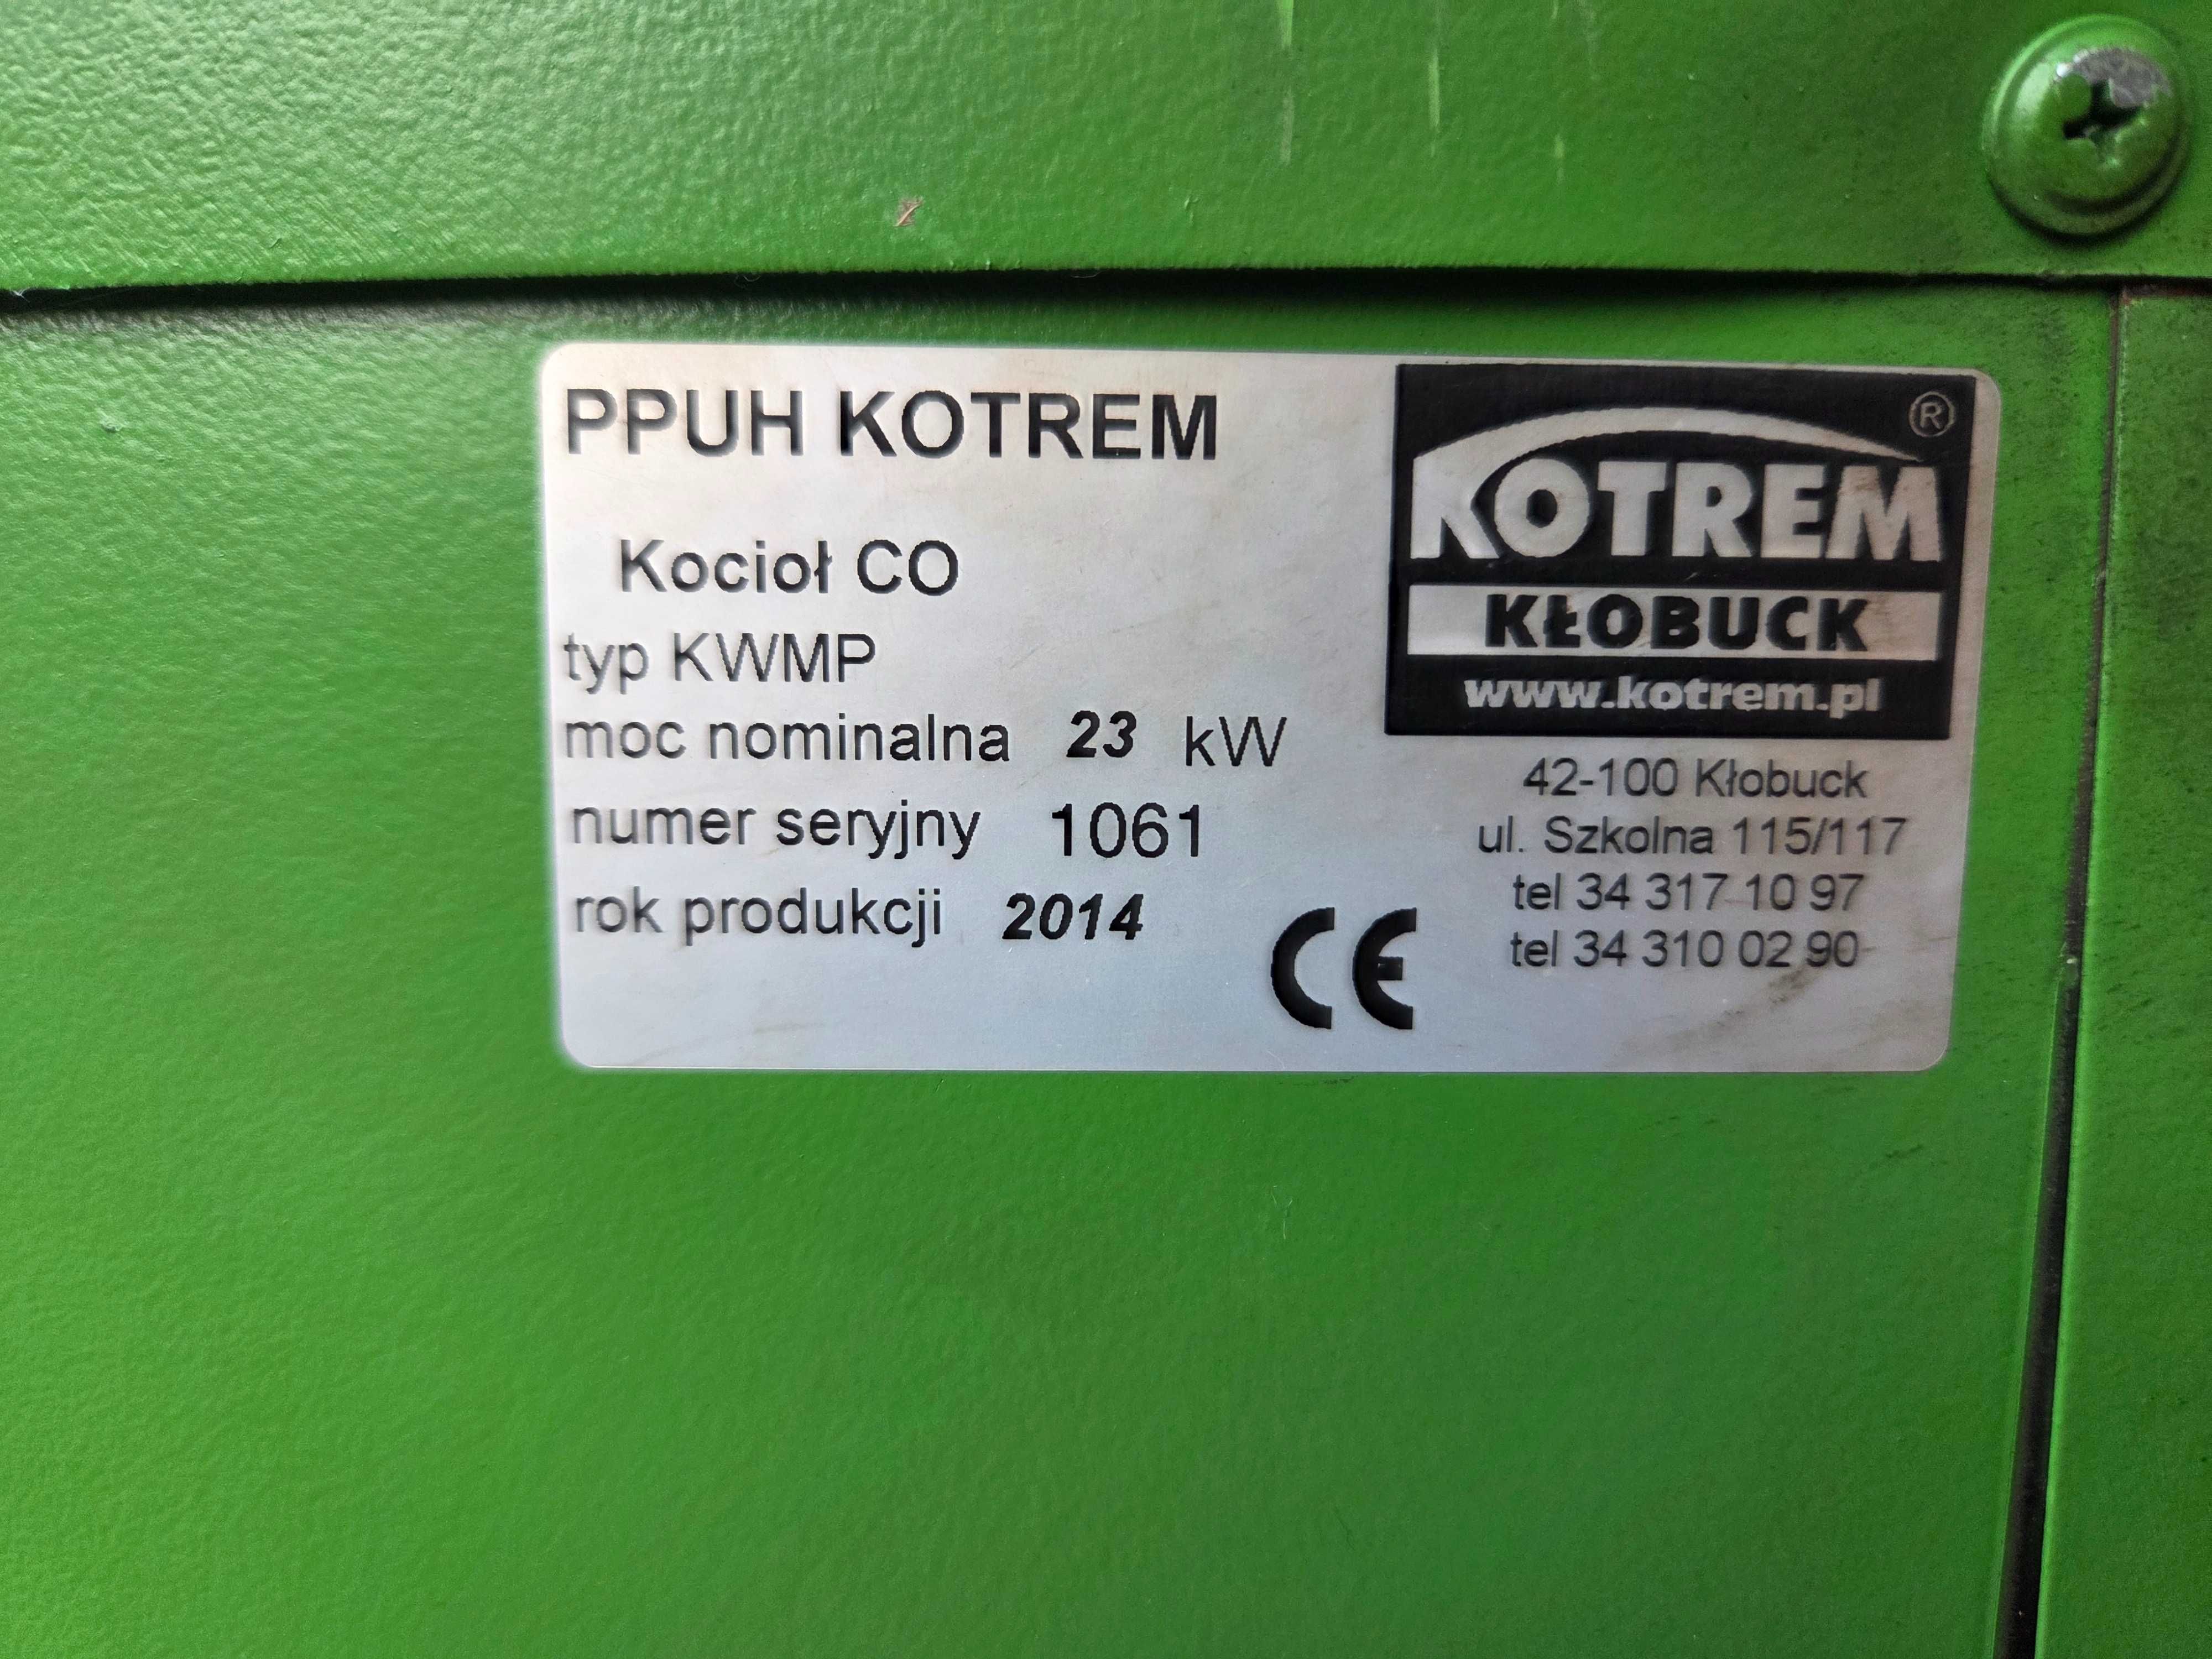 PPUH KOTREM
Kocioł CO
typ KWMP
moc nominalna 23 kW
numer seryjny 1061
rok produkcji 2014
CE
KOTREM ®
KŁOBUCK
www.kotrem.pl
42-100 Kłobuck
ul. Szkolna 115/117
tel 34 317 10 97
tel 34 310 02 90